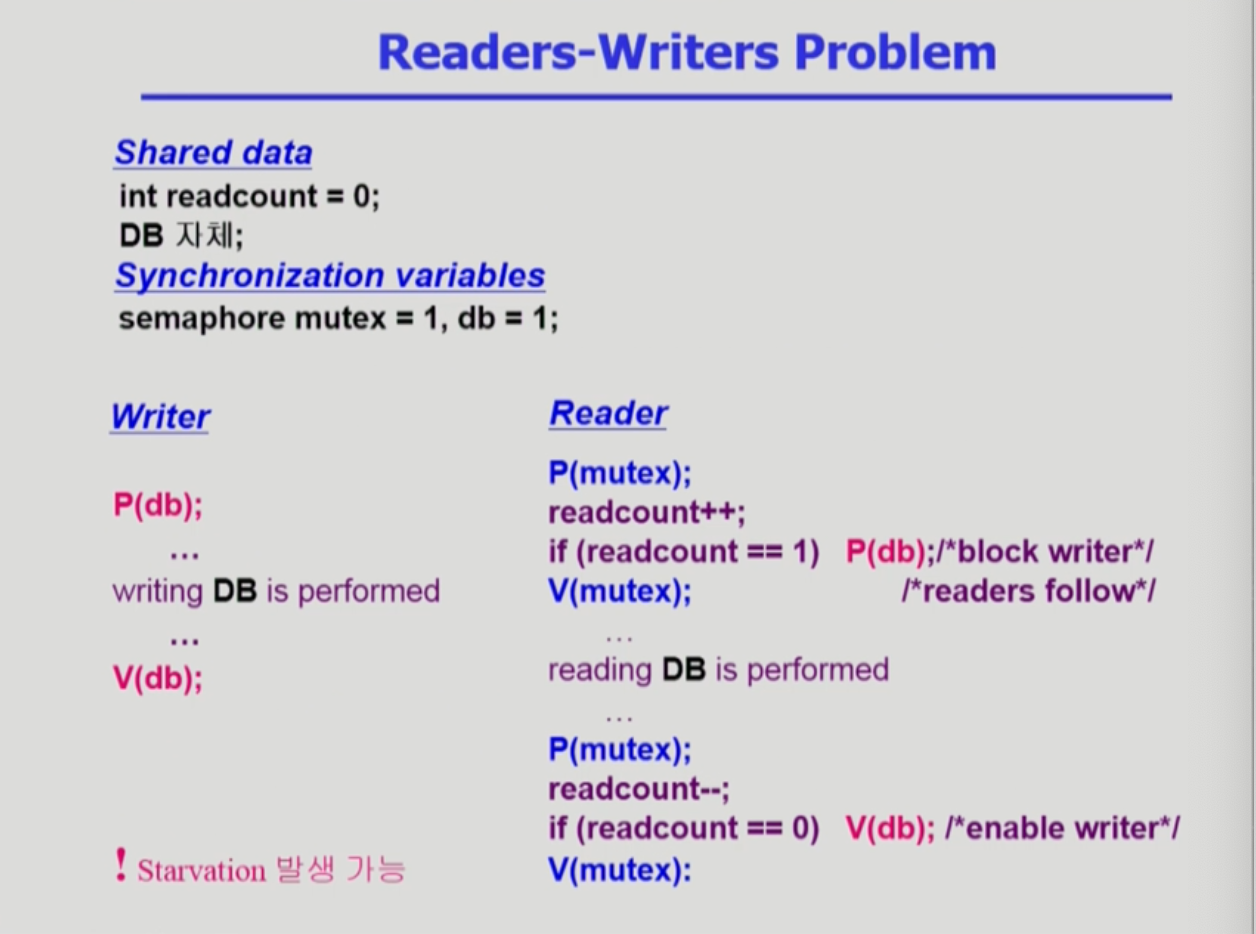 Readers-Writers Problem
Shared data
int readcount = 0;
DB 자체;
Synchronization variables
semaphore mutex = 1, db = 1;
Writer
P(db);
...
writing DB is performed
...
V(db);
! Starvation 발생 가능
Reader
P(mutex);
readcount++;
if (readcount == 1) P(db);/*block writer*/
V(mutex); /*readers follow*/
...
reading DB is performed
...
P(mutex);
readcount--;
if (readcount == 0) V(db); /*enable writer*/
V(mutex):